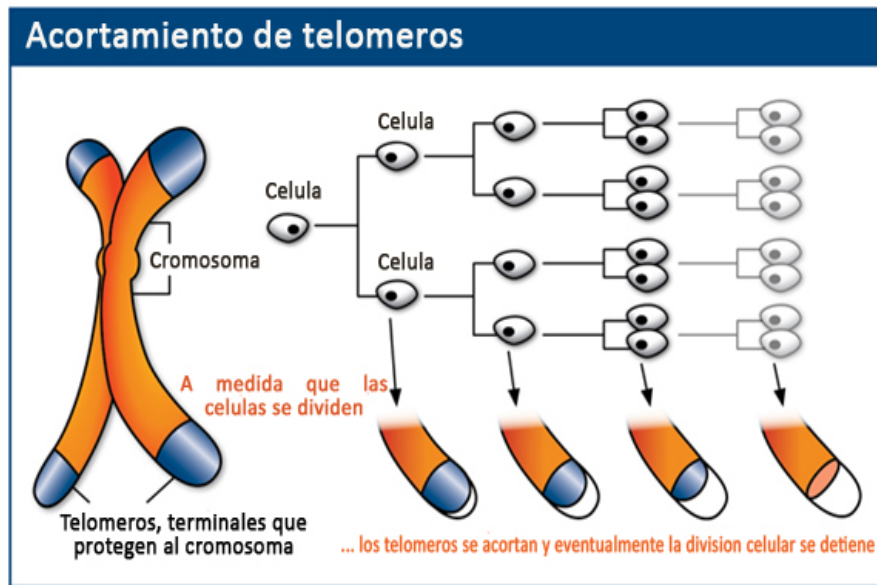 Acortamiento de telomeros
Celula
Celula
Cromosoma
Celula
A medida que las
celulas se dividen
Telomeros, terminales que
protegen al cromosoma
... los telomeros se acortan y eventualmente la division celular se detiene